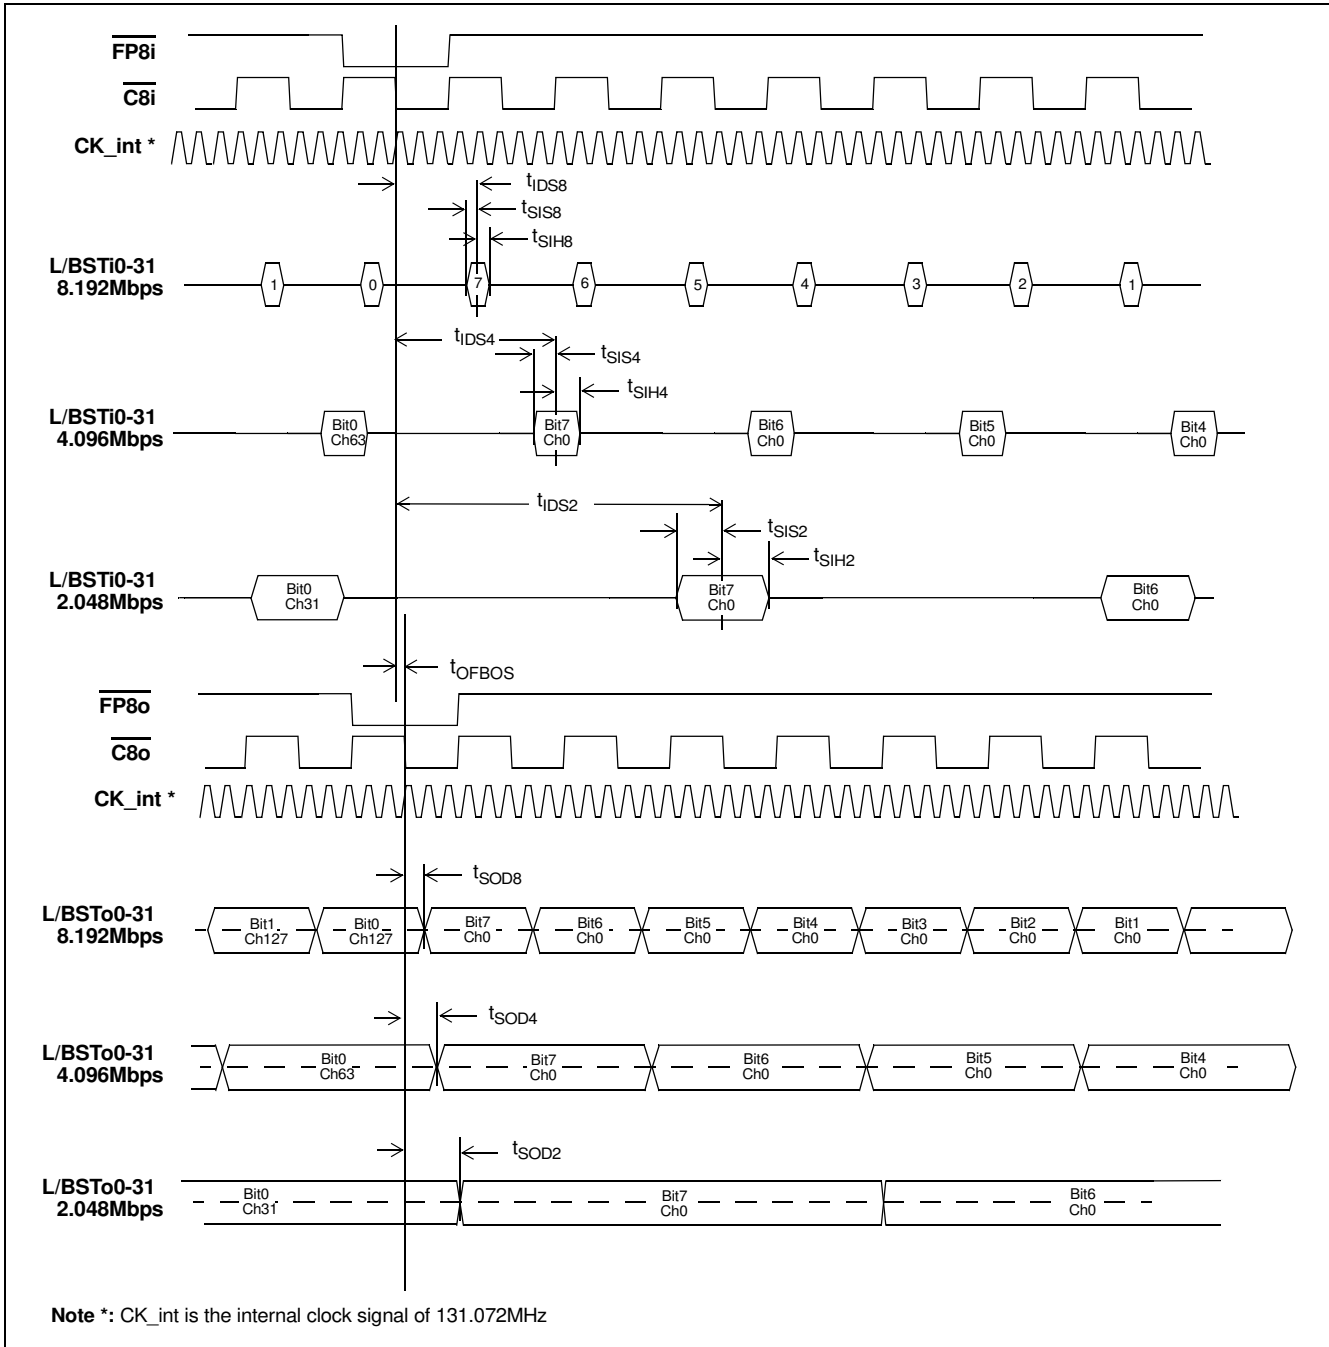 FP8i
C8i
CK_int *
tIDS8
tSIS8
tSIH8
L/BSTi0-31
8.192Mbps
1 0 7 6 5 4 3 2 1
tIDS4
tSIS4
tSIH4
L/BSTi0-31
4.096Mbps
Bit0 Bit7 Bit6 Bit5 Bit4
Ch63 Ch0 Ch0 Ch0 Ch0
tIDS2
tSIS2
tSIH2
L/BSTi0-31
2.048Mbps
Bit0 Bit7 Bit6
Ch31 Ch0 Ch0
tOFBOS
FP8o
C8o
CK_int *
tSOD8
L/BSTo0-31
8.192Mbps
Bit1 Bit0 Bit7 Bit6 Bit5 Bit4 Bit3 Bit2 Bit1
Ch127 Ch127 Ch0 Ch0 Ch0 Ch0 Ch0 Ch0 Ch0
tSOD4
L/BSTo0-31
4.096Mbps
Bit0 Bit7 Bit6 Bit5 Bit4
Ch63 Ch0 Ch0 Ch0 Ch0
tSOD2
L/BSTo0-31
2.048Mbps
Bit0 Bit7 Bit6
Ch31 Ch0 Ch0
Note *: CK_int is the internal clock signal of 131.072MHz